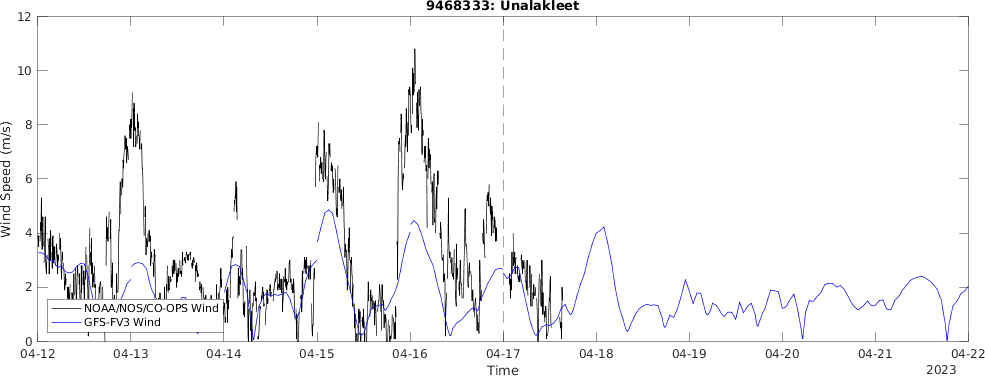 9468333: Unalakleet
12
10
8
6
4
2
0
Wind Speed (m/s)
NOAA/NOS/CO-OPS Wind
GFS-FV3 Wind
04-12 04-13 04-14 04-15 04-16 04-17 04-18 04-19 04-20 04-21 04-22
Time
2023